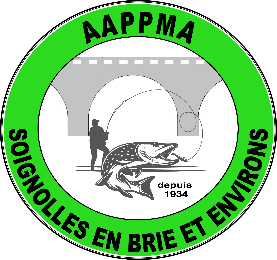 AAPPMA
depuis
1934
SOIGNOLLES EN BRIE ET ENVIRONS